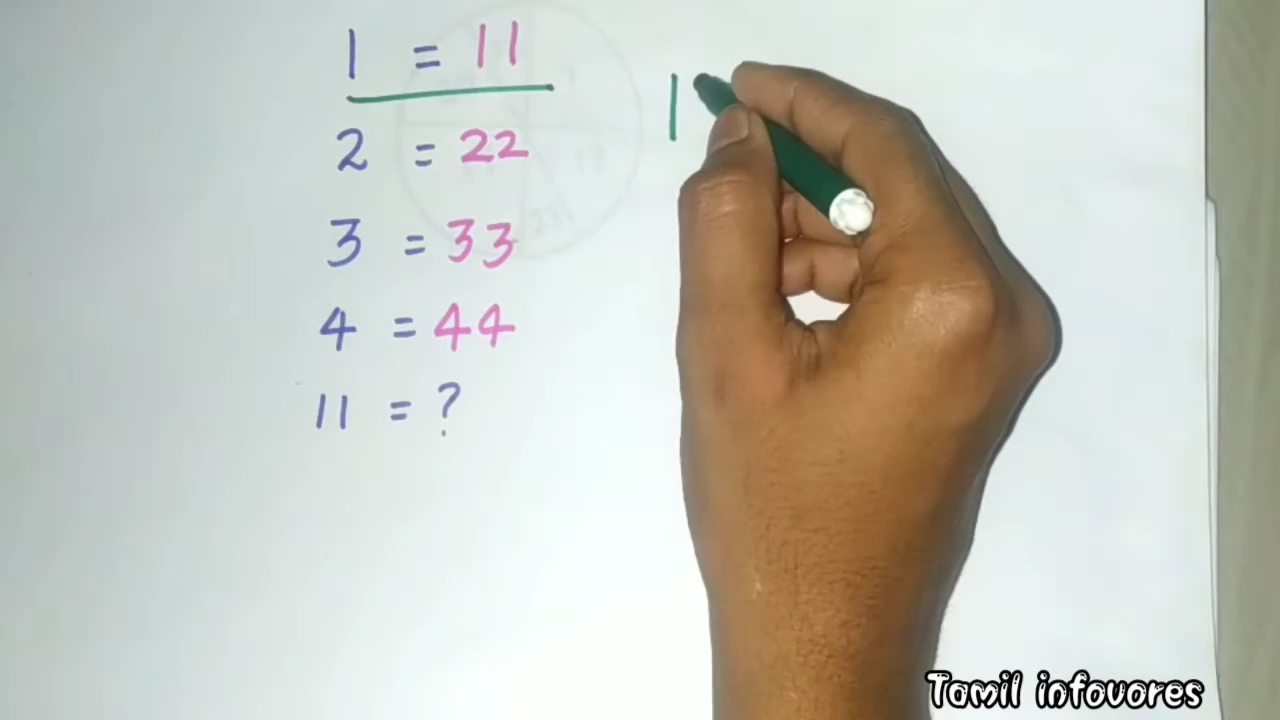 1 = 11
2 = 22
3 = 33
4 = 44
11 = ?
1
Tamil infovores